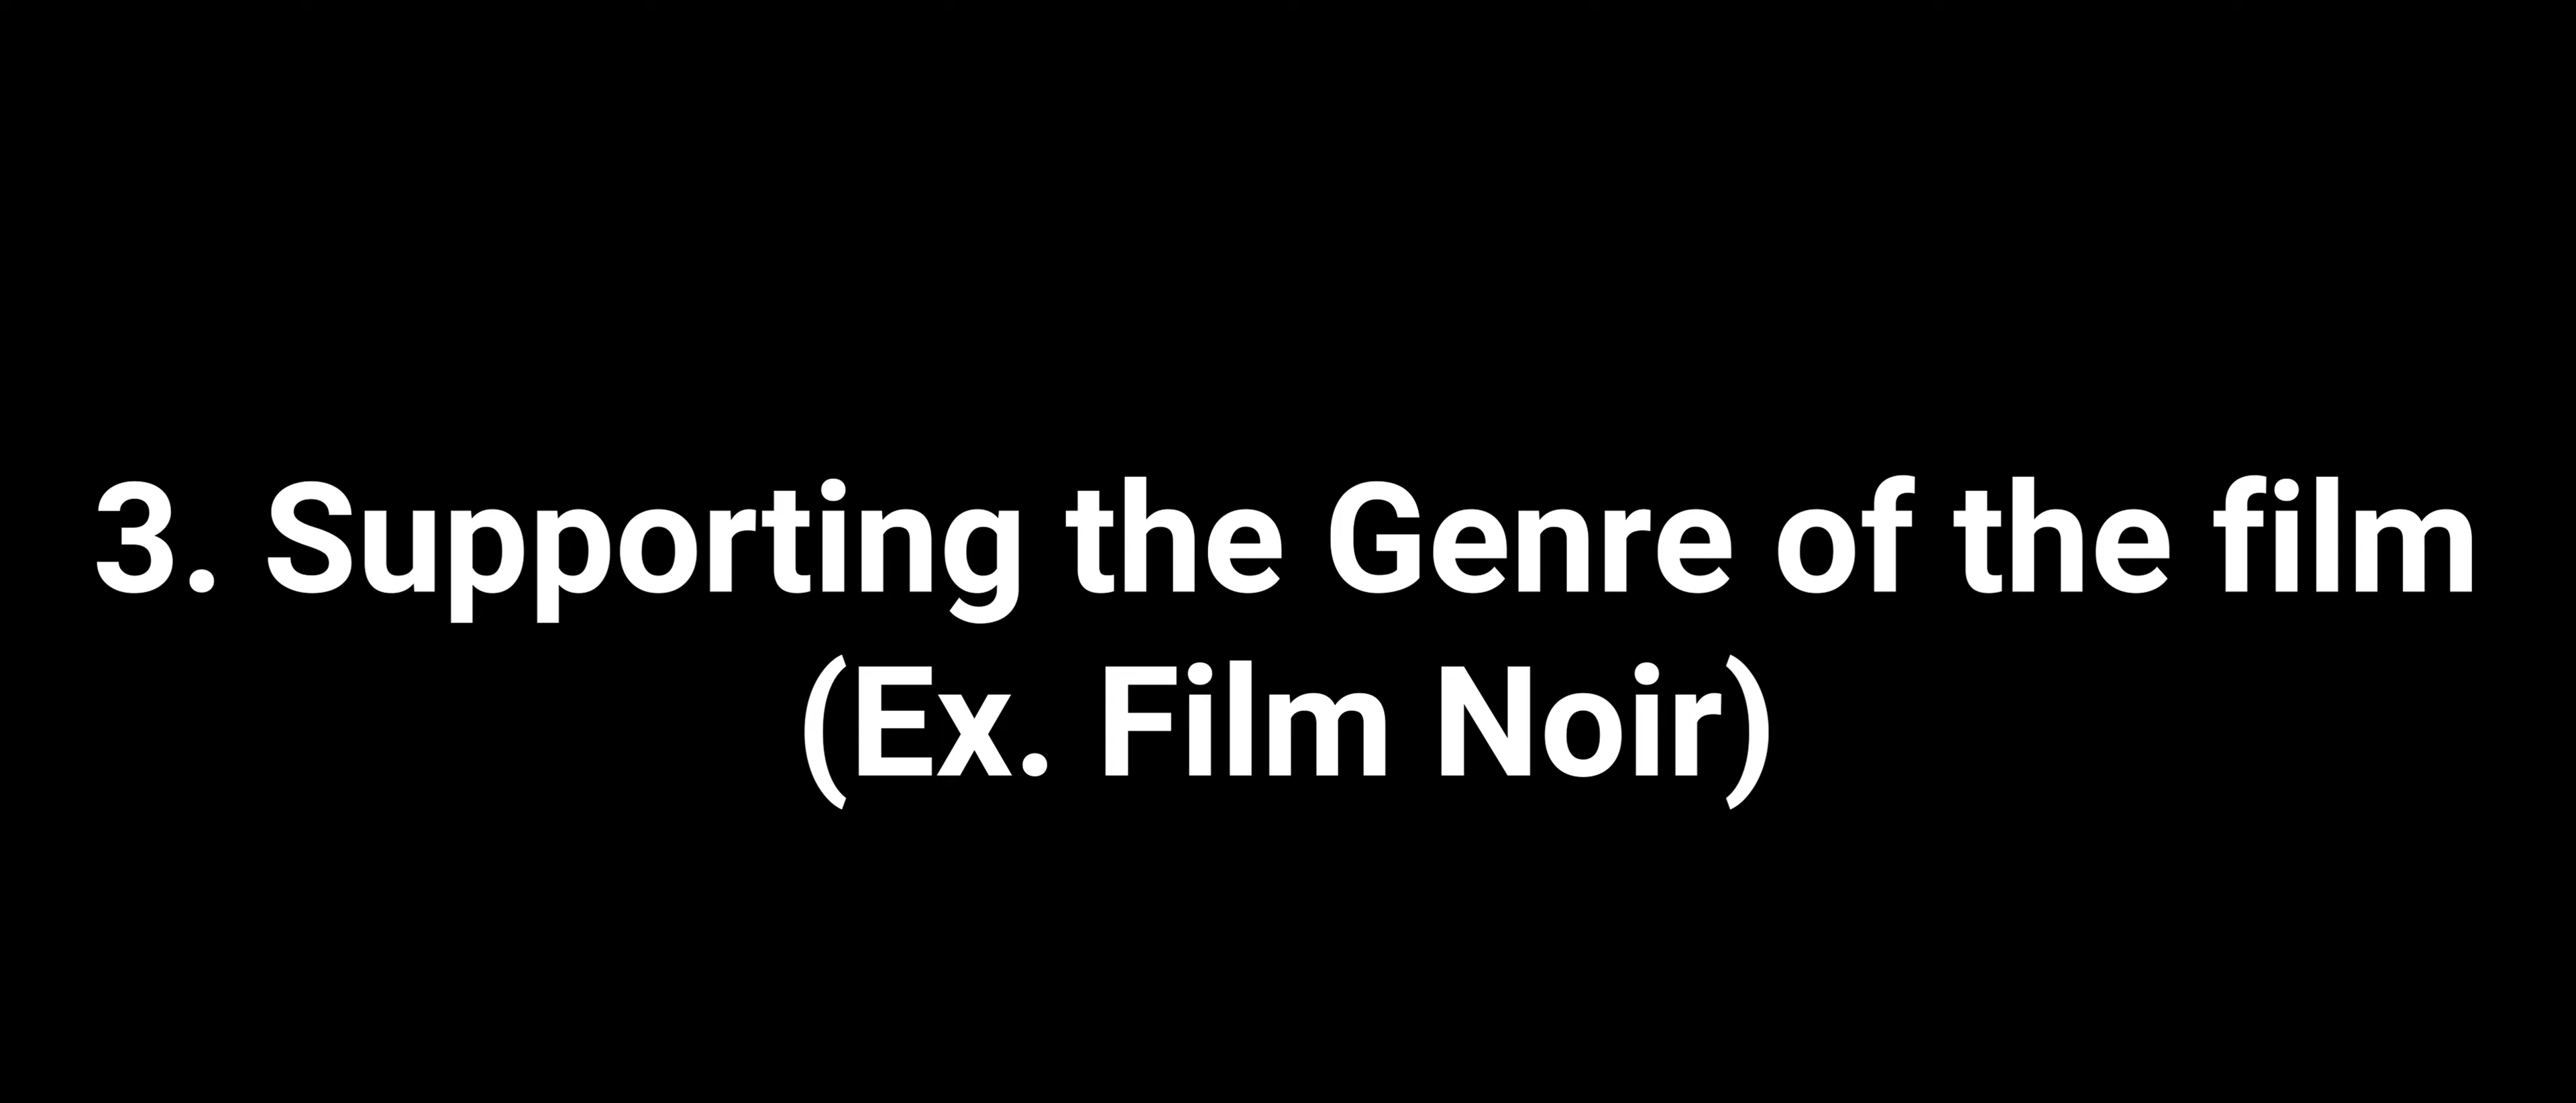 3. Supporting the Genre of the film
(Ex. Film Noir)